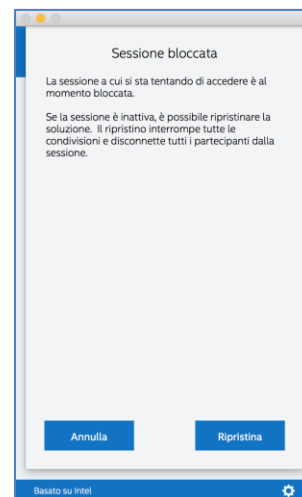 Sessione bloccata
La sessione a cui si sta tentando di accedere è al
momento bloccata.
Se la sessione è inattiva, è possibile ripristinare la
soluzione. Il ripristino interrompe tutte le
condivisioni e disconnette tutti i partecipanti dalla
sessione.
Annulla
Ripristina
Basato su Intel